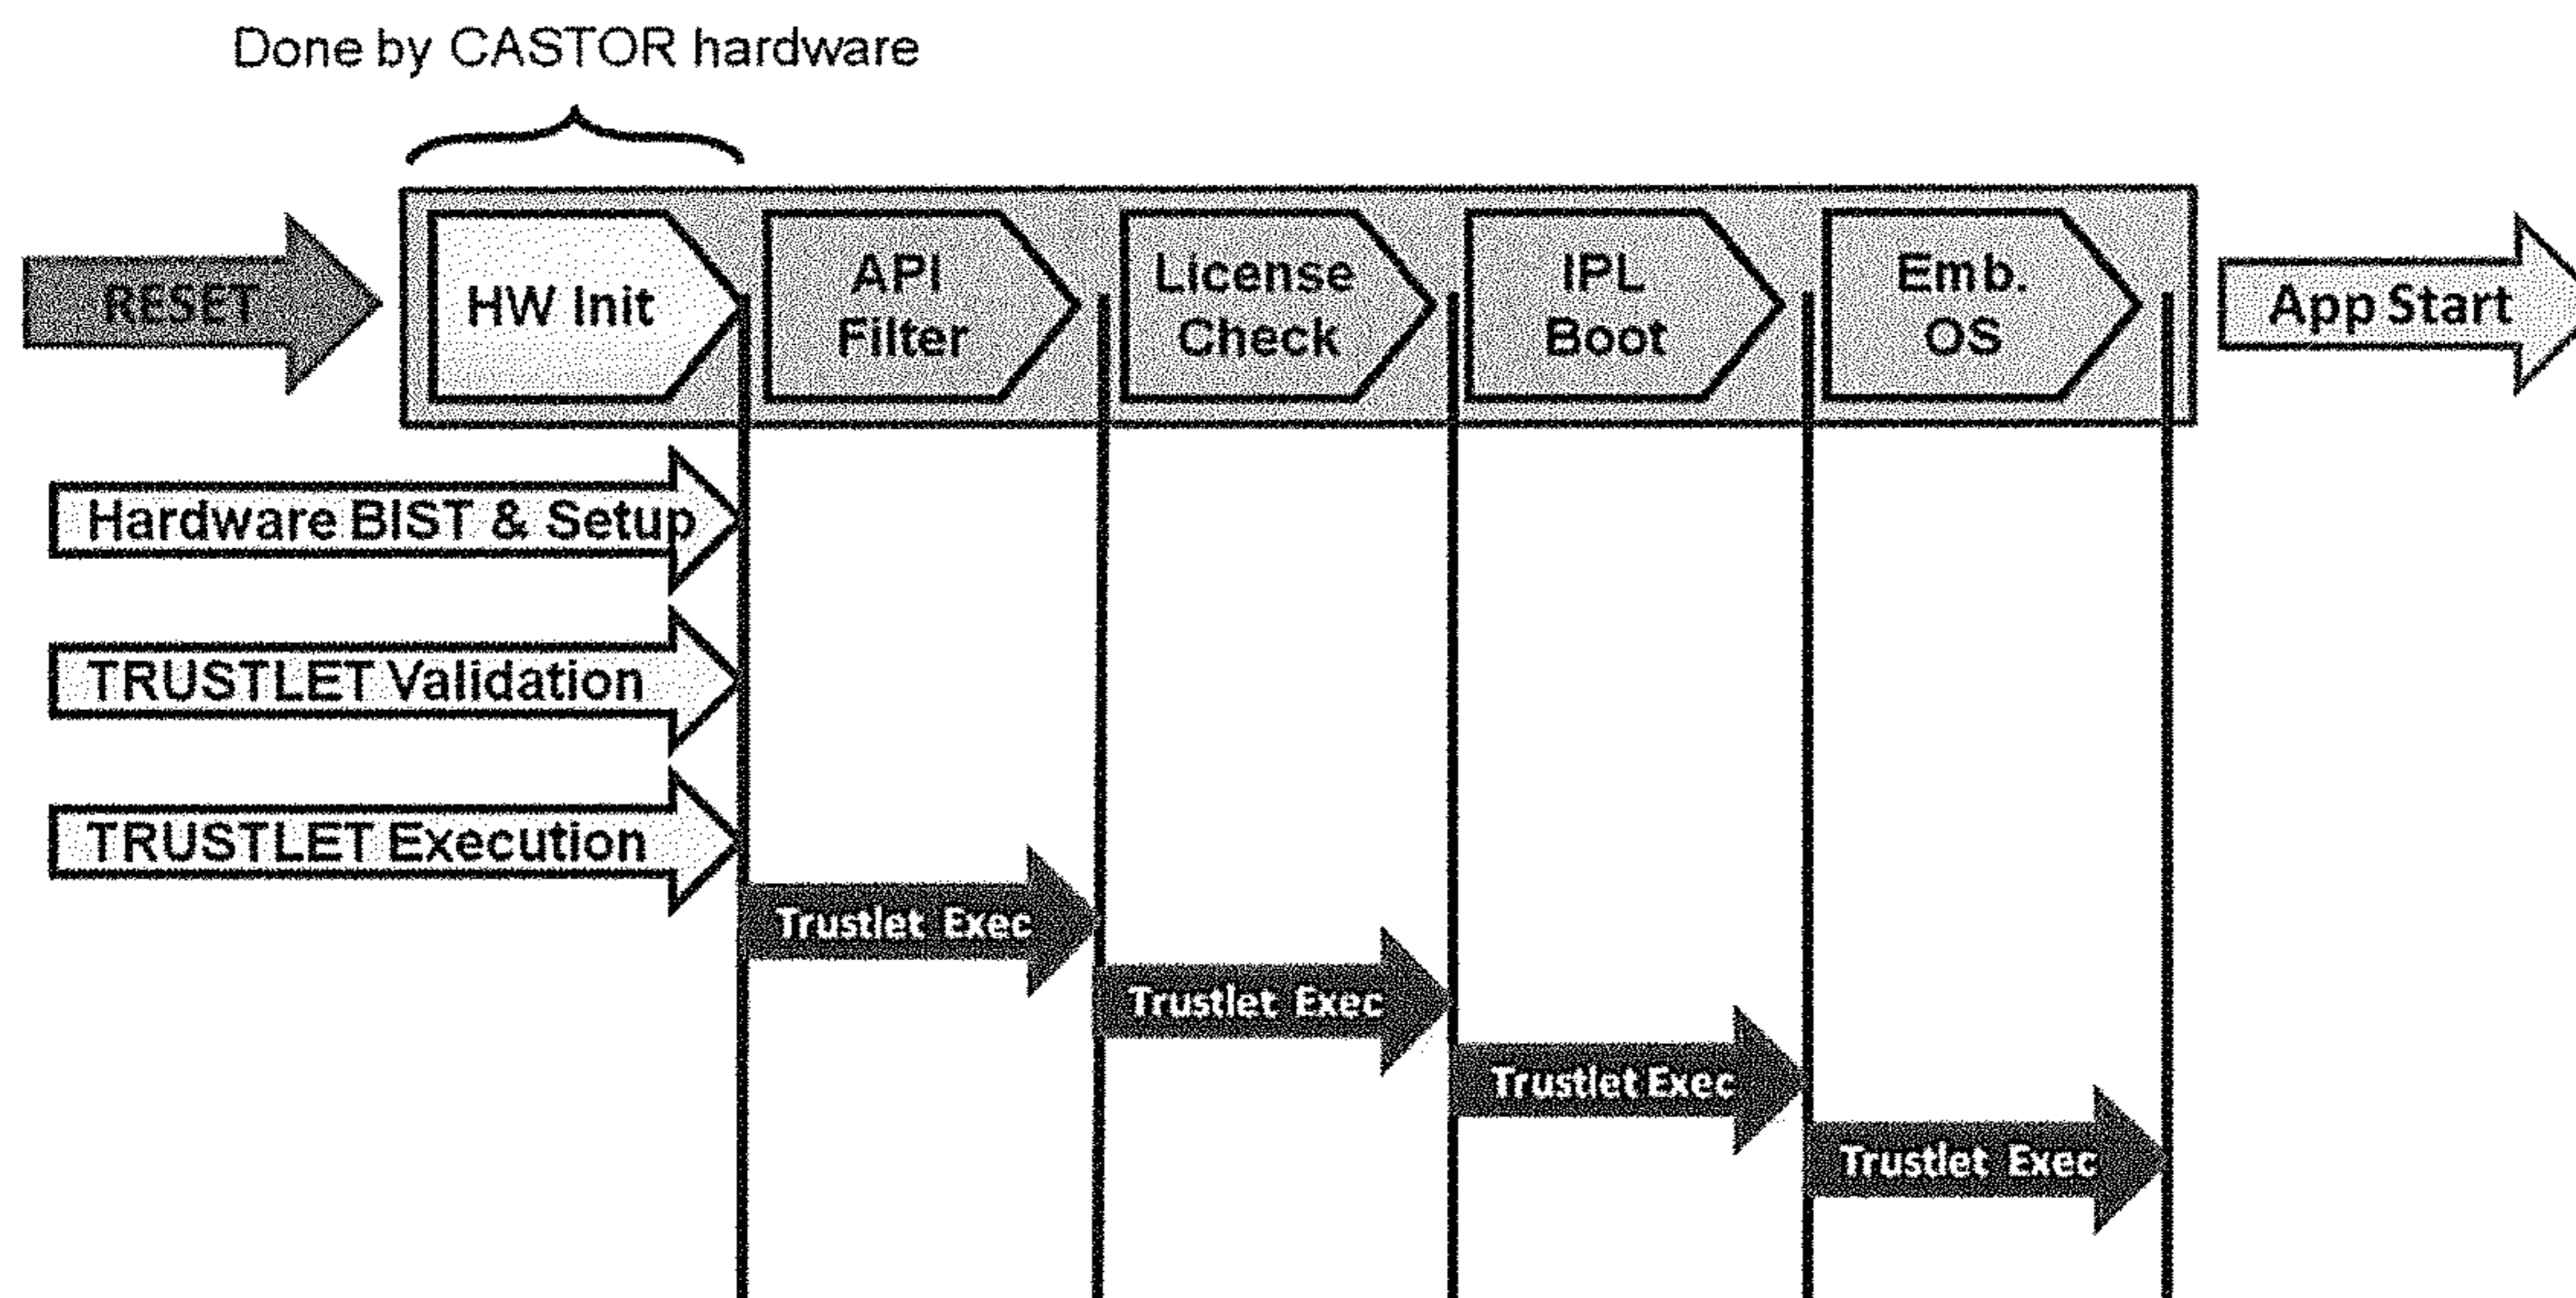 Done by CASTOR hardware
RESET
HW Init
API
Filter
License
Check
IPL
Boot
Emb.
OS
App Start
Hardware BIST & Setup
TRUSTLET Validation
TRUSTLET Execution
Trustlet Exec
Trustlet Exec
Trustlet Exec
Trustlet Exec